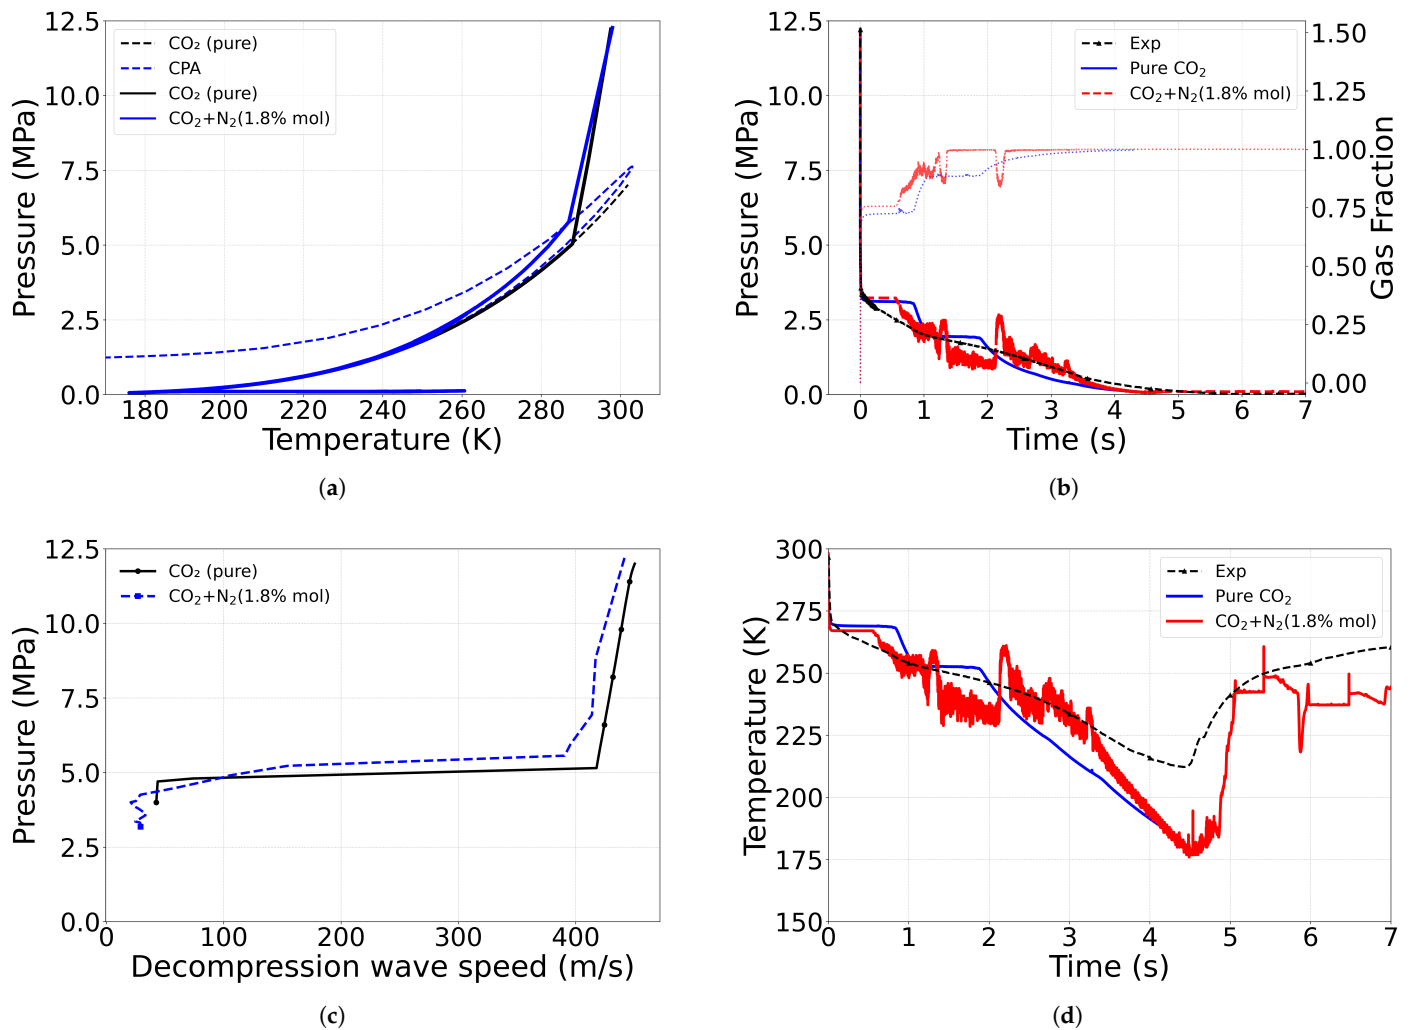 12.5
10.0
7.5
5.0
2.5
0.0
Pressure (MPa)
CO₂ (pure)
CPA
CO₂ (pure)
CO₂+N₂(1.8% mol)
180 200 220 240 260 280 300
Temperature (K)
(a)
12.5
10.0
7.5
5.0
2.5
0.0
Pressure (MPa)
Exp
Pure CO₂
CO₂+N₂(1.8% mol)
1.50
1.25
1.00
0.75
0.50
0.25
0.00
Gas Fraction
0 1 2 3 4 5 6 7
Time (s)
(b)
12.5
10.0
7.5
5.0
2.5
0.0
Pressure (MPa)
CO₂ (pure)
CO₂+N₂(1.8% mol)
0 100 200 300 400
Decompression wave speed (m/s)
(c)
300
275
250
225
200
175
150
Temperature (K)
Exp
Pure CO₂
CO₂+N₂(1.8% mol)
0 1 2 3 4 5 6 7
Time (s)
(d)